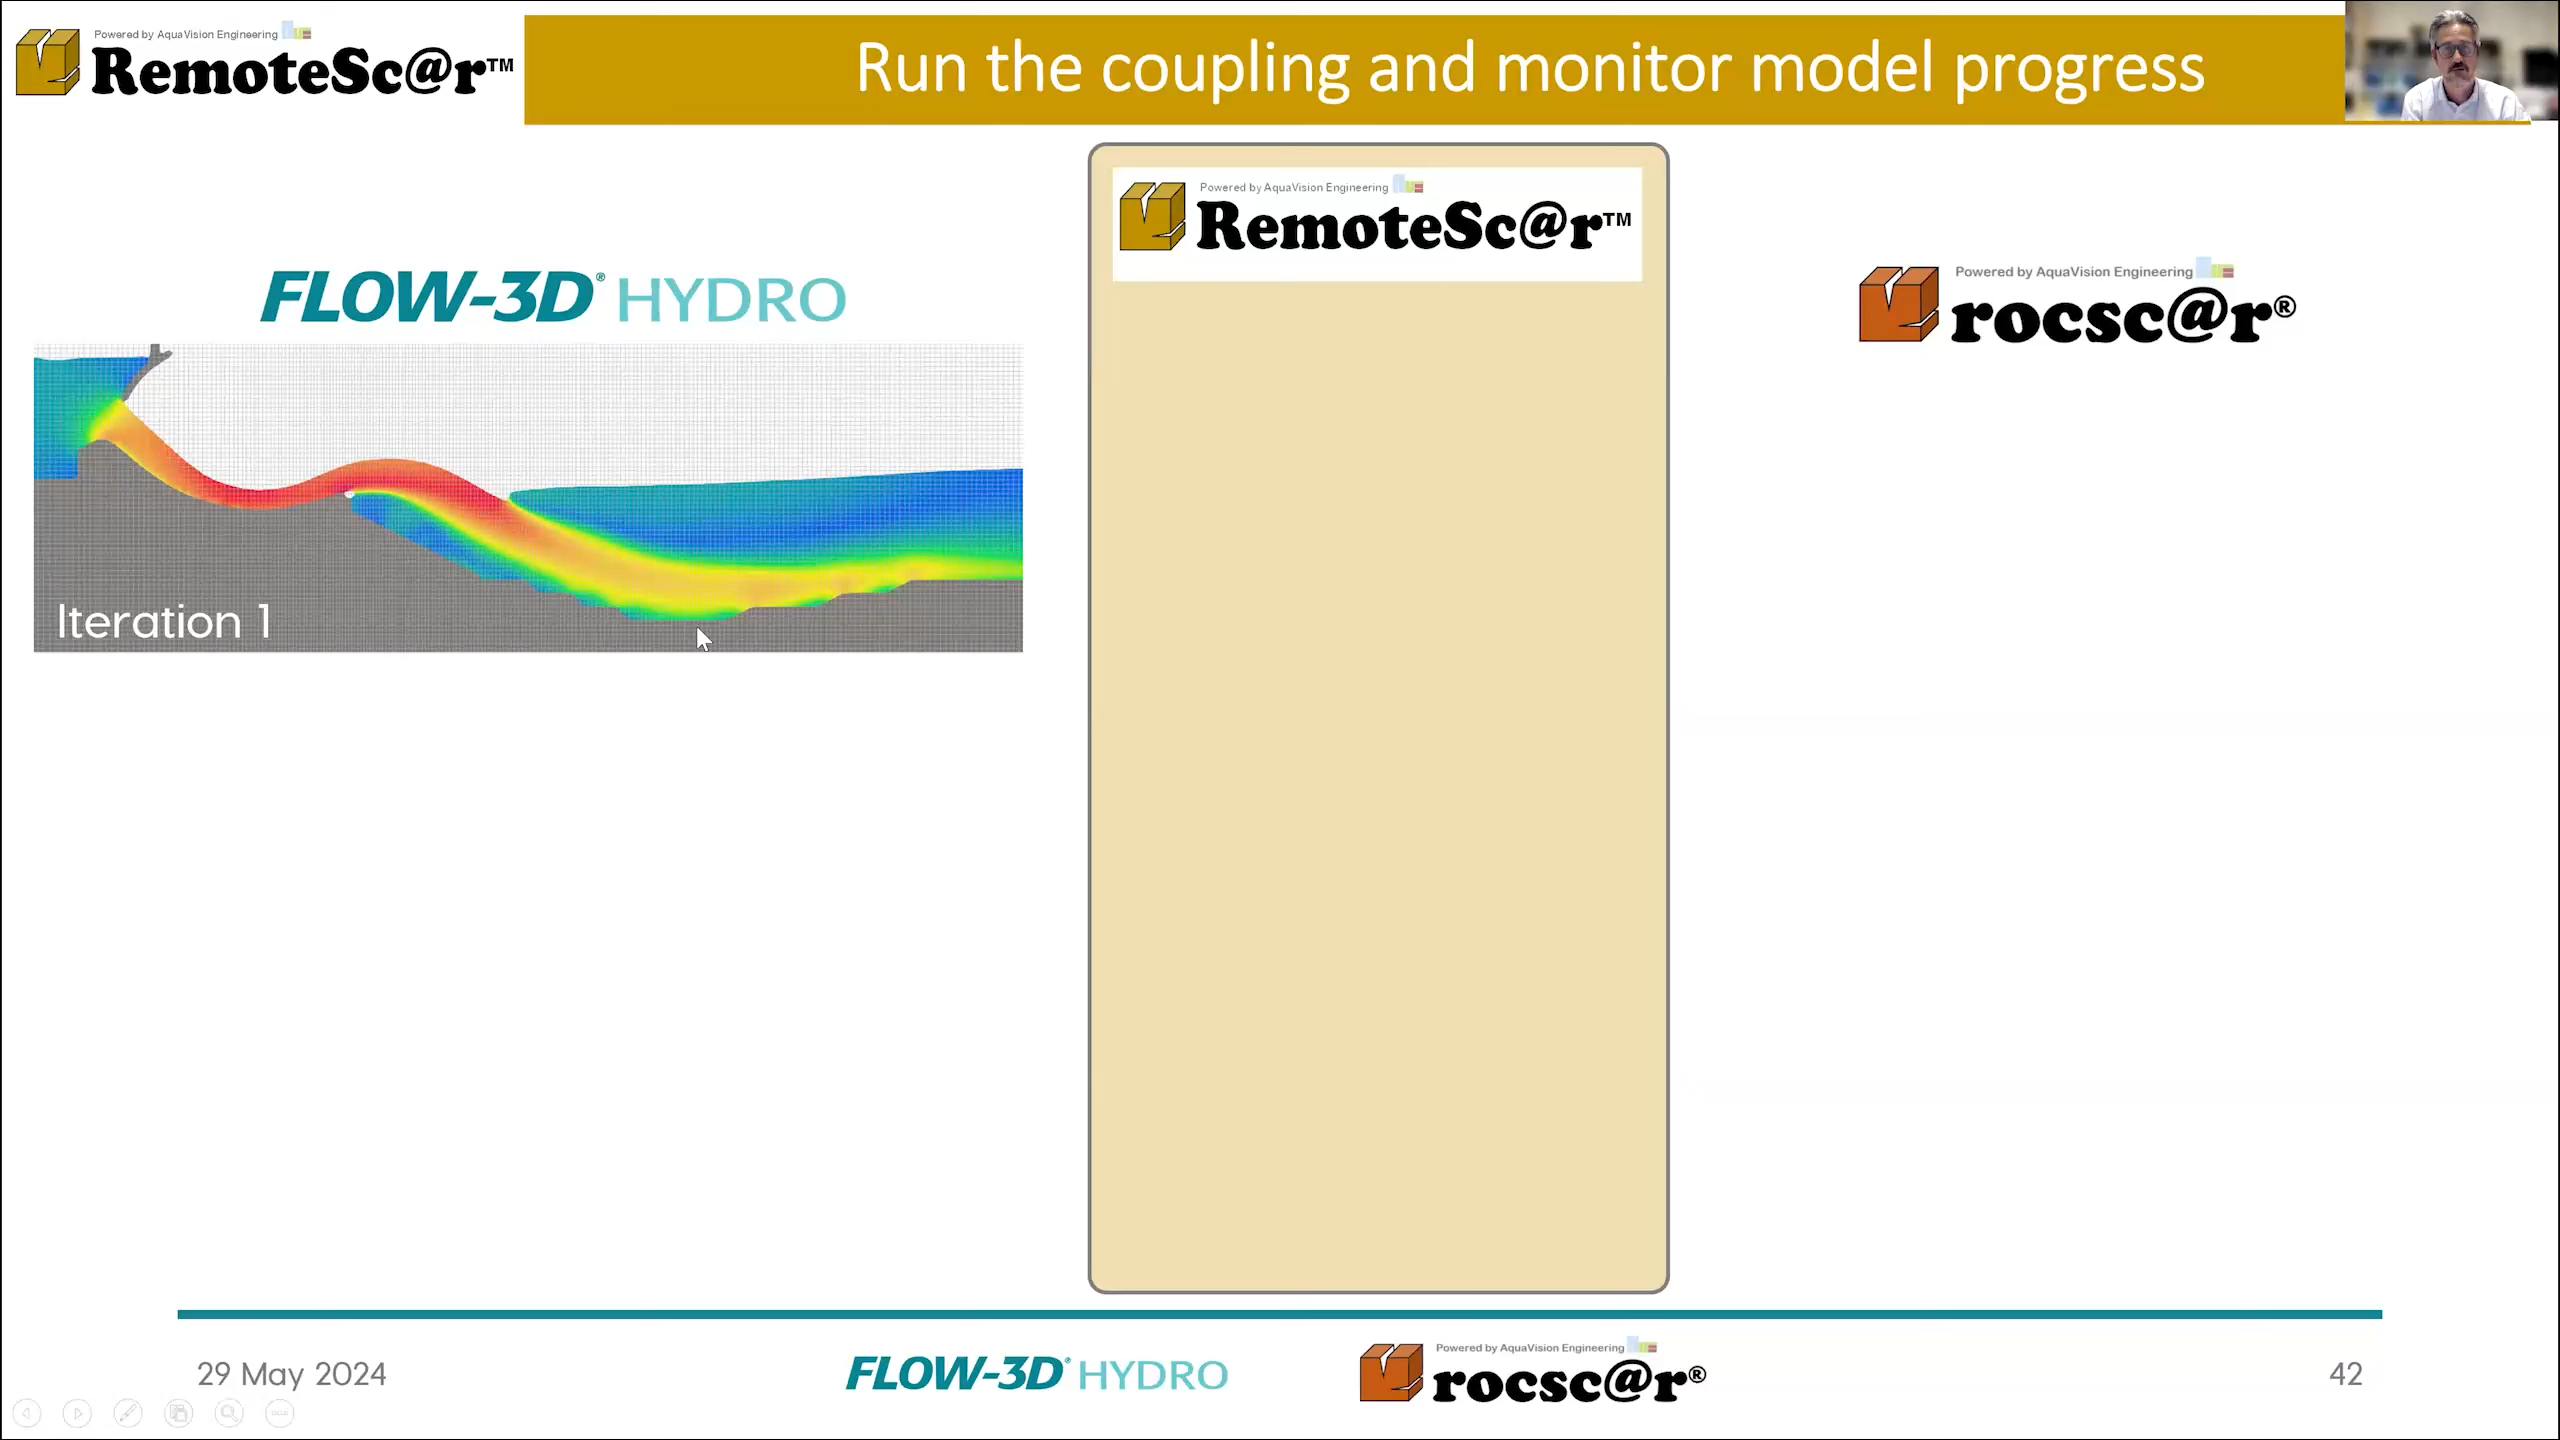 Powered by AquaVision Engineering
RemoteSc@r™
Run the coupling and monitor model progress
Powered by AquaVision Engineering
RemoteSc@r™
FLOW-3D® HYDRO
Powered by AquaVision Engineering
rocsc@r®
Iteration 1
29 May 2024
FLOW-3D® HYDRO
Powered by AquaVision Engineering
rocsc@r®
42